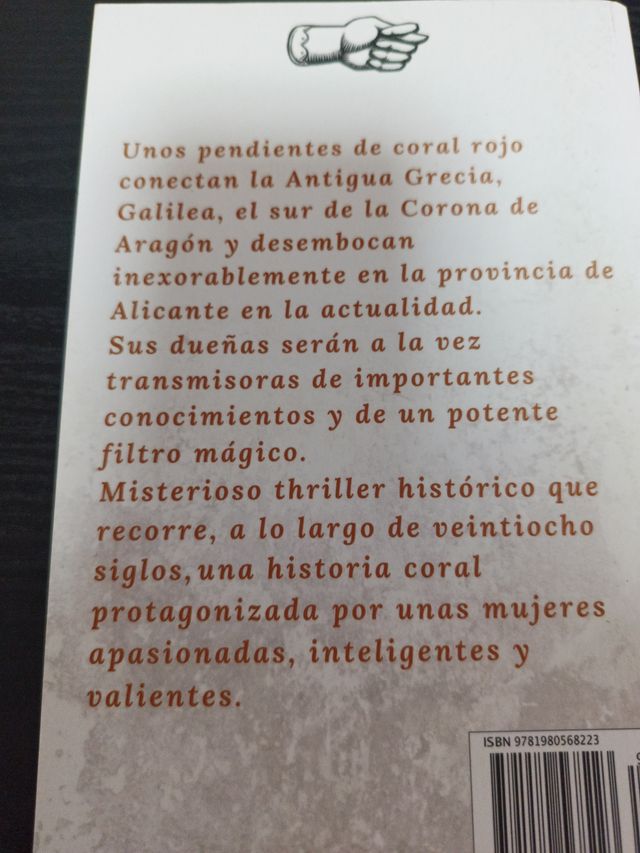 Unos pendientes de coral rojo
conectan la Antigua Grecia,
Galilea, el sur de la Corona de
Aragón y desembocan
inexorablemente en la provincia de
Alicante en la actualidad.
Sus dueñas serán a la vez
transmisoras de importantes
conocimientos y de un potente
filtro mágico.
Misterioso thriller histórico que
recorre, a lo largo de veintiocho
siglos, una historia coral
protagonizada por unas mujeres
apasionadas, inteligentes y
valientes.
ISBN 9781980568223